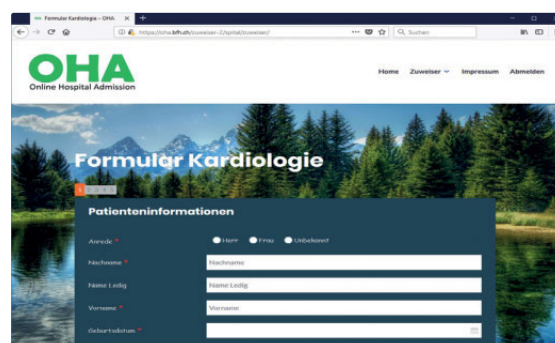 Formular Kardiologie – OHA
https://oha.bfh.ch/zuweiser-2/spital/zuweiser/
Suchen
OHA
Online Hospital Admission
Home Zuweiser Impressum Abmelden
Formular Kardiologie
1 2 3 4 5
Patienteninformationen
Anrede * Herr Frau Unbekannt
Nachname * Nachname
Name Ledig Name Ledig
Vorname * Vorname
Geburtsdatum *